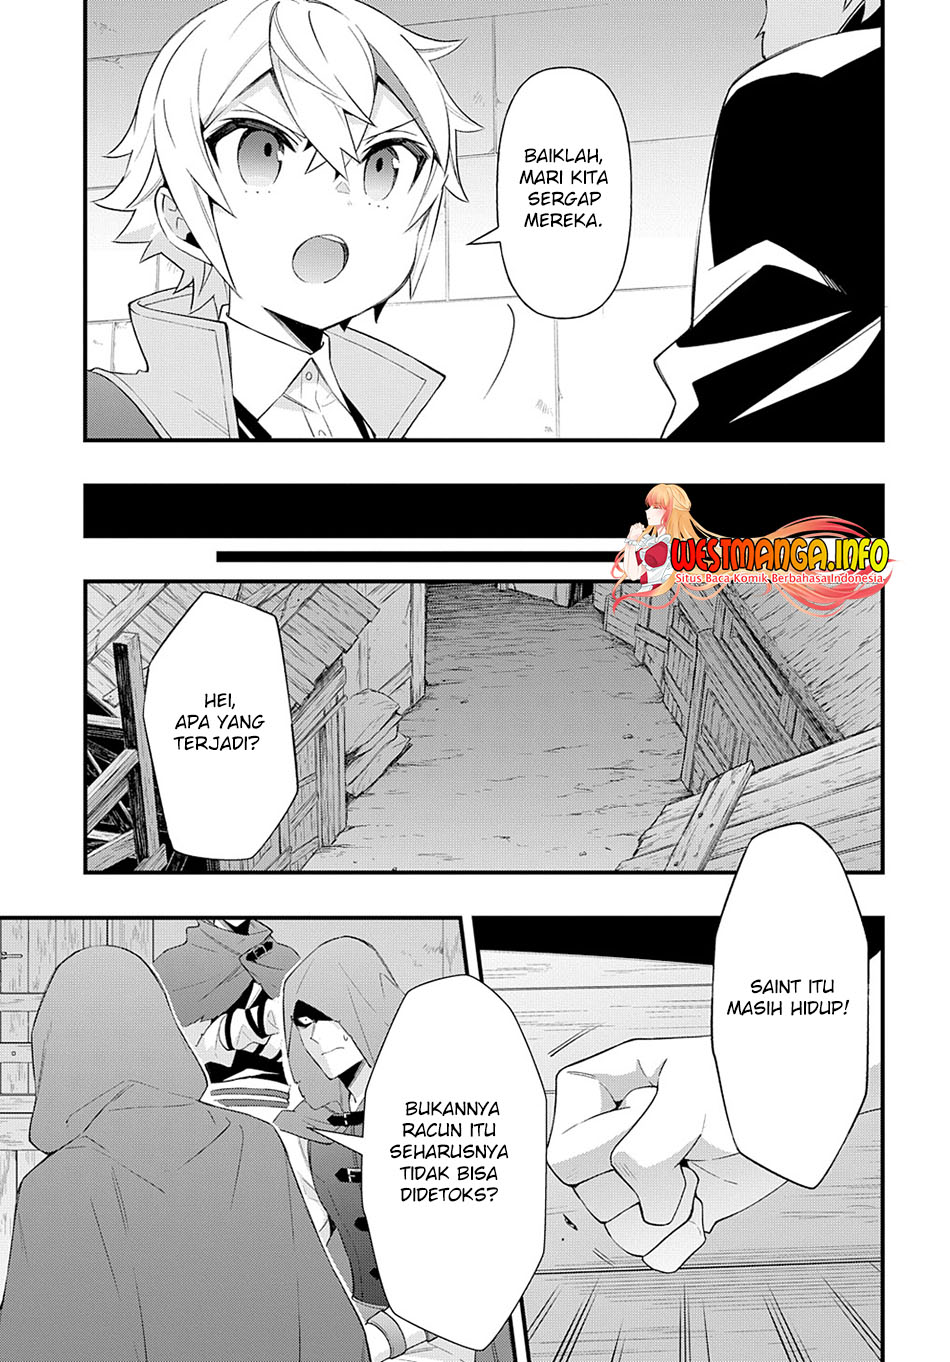 BAIKLAH,
MARI KITA
SERGAP
MEREKA.
WESTMANGA.INFO
SITUS BACA KOMIK BERBAHASA INDONESIA
HEI,
APA YANG
TERJADI?
SAINT ITU
MASIH HIDUP!
BUKANNYA
RACUN ITU
SEHARUSNYA
TIDAK BISA
DIDETOKS?